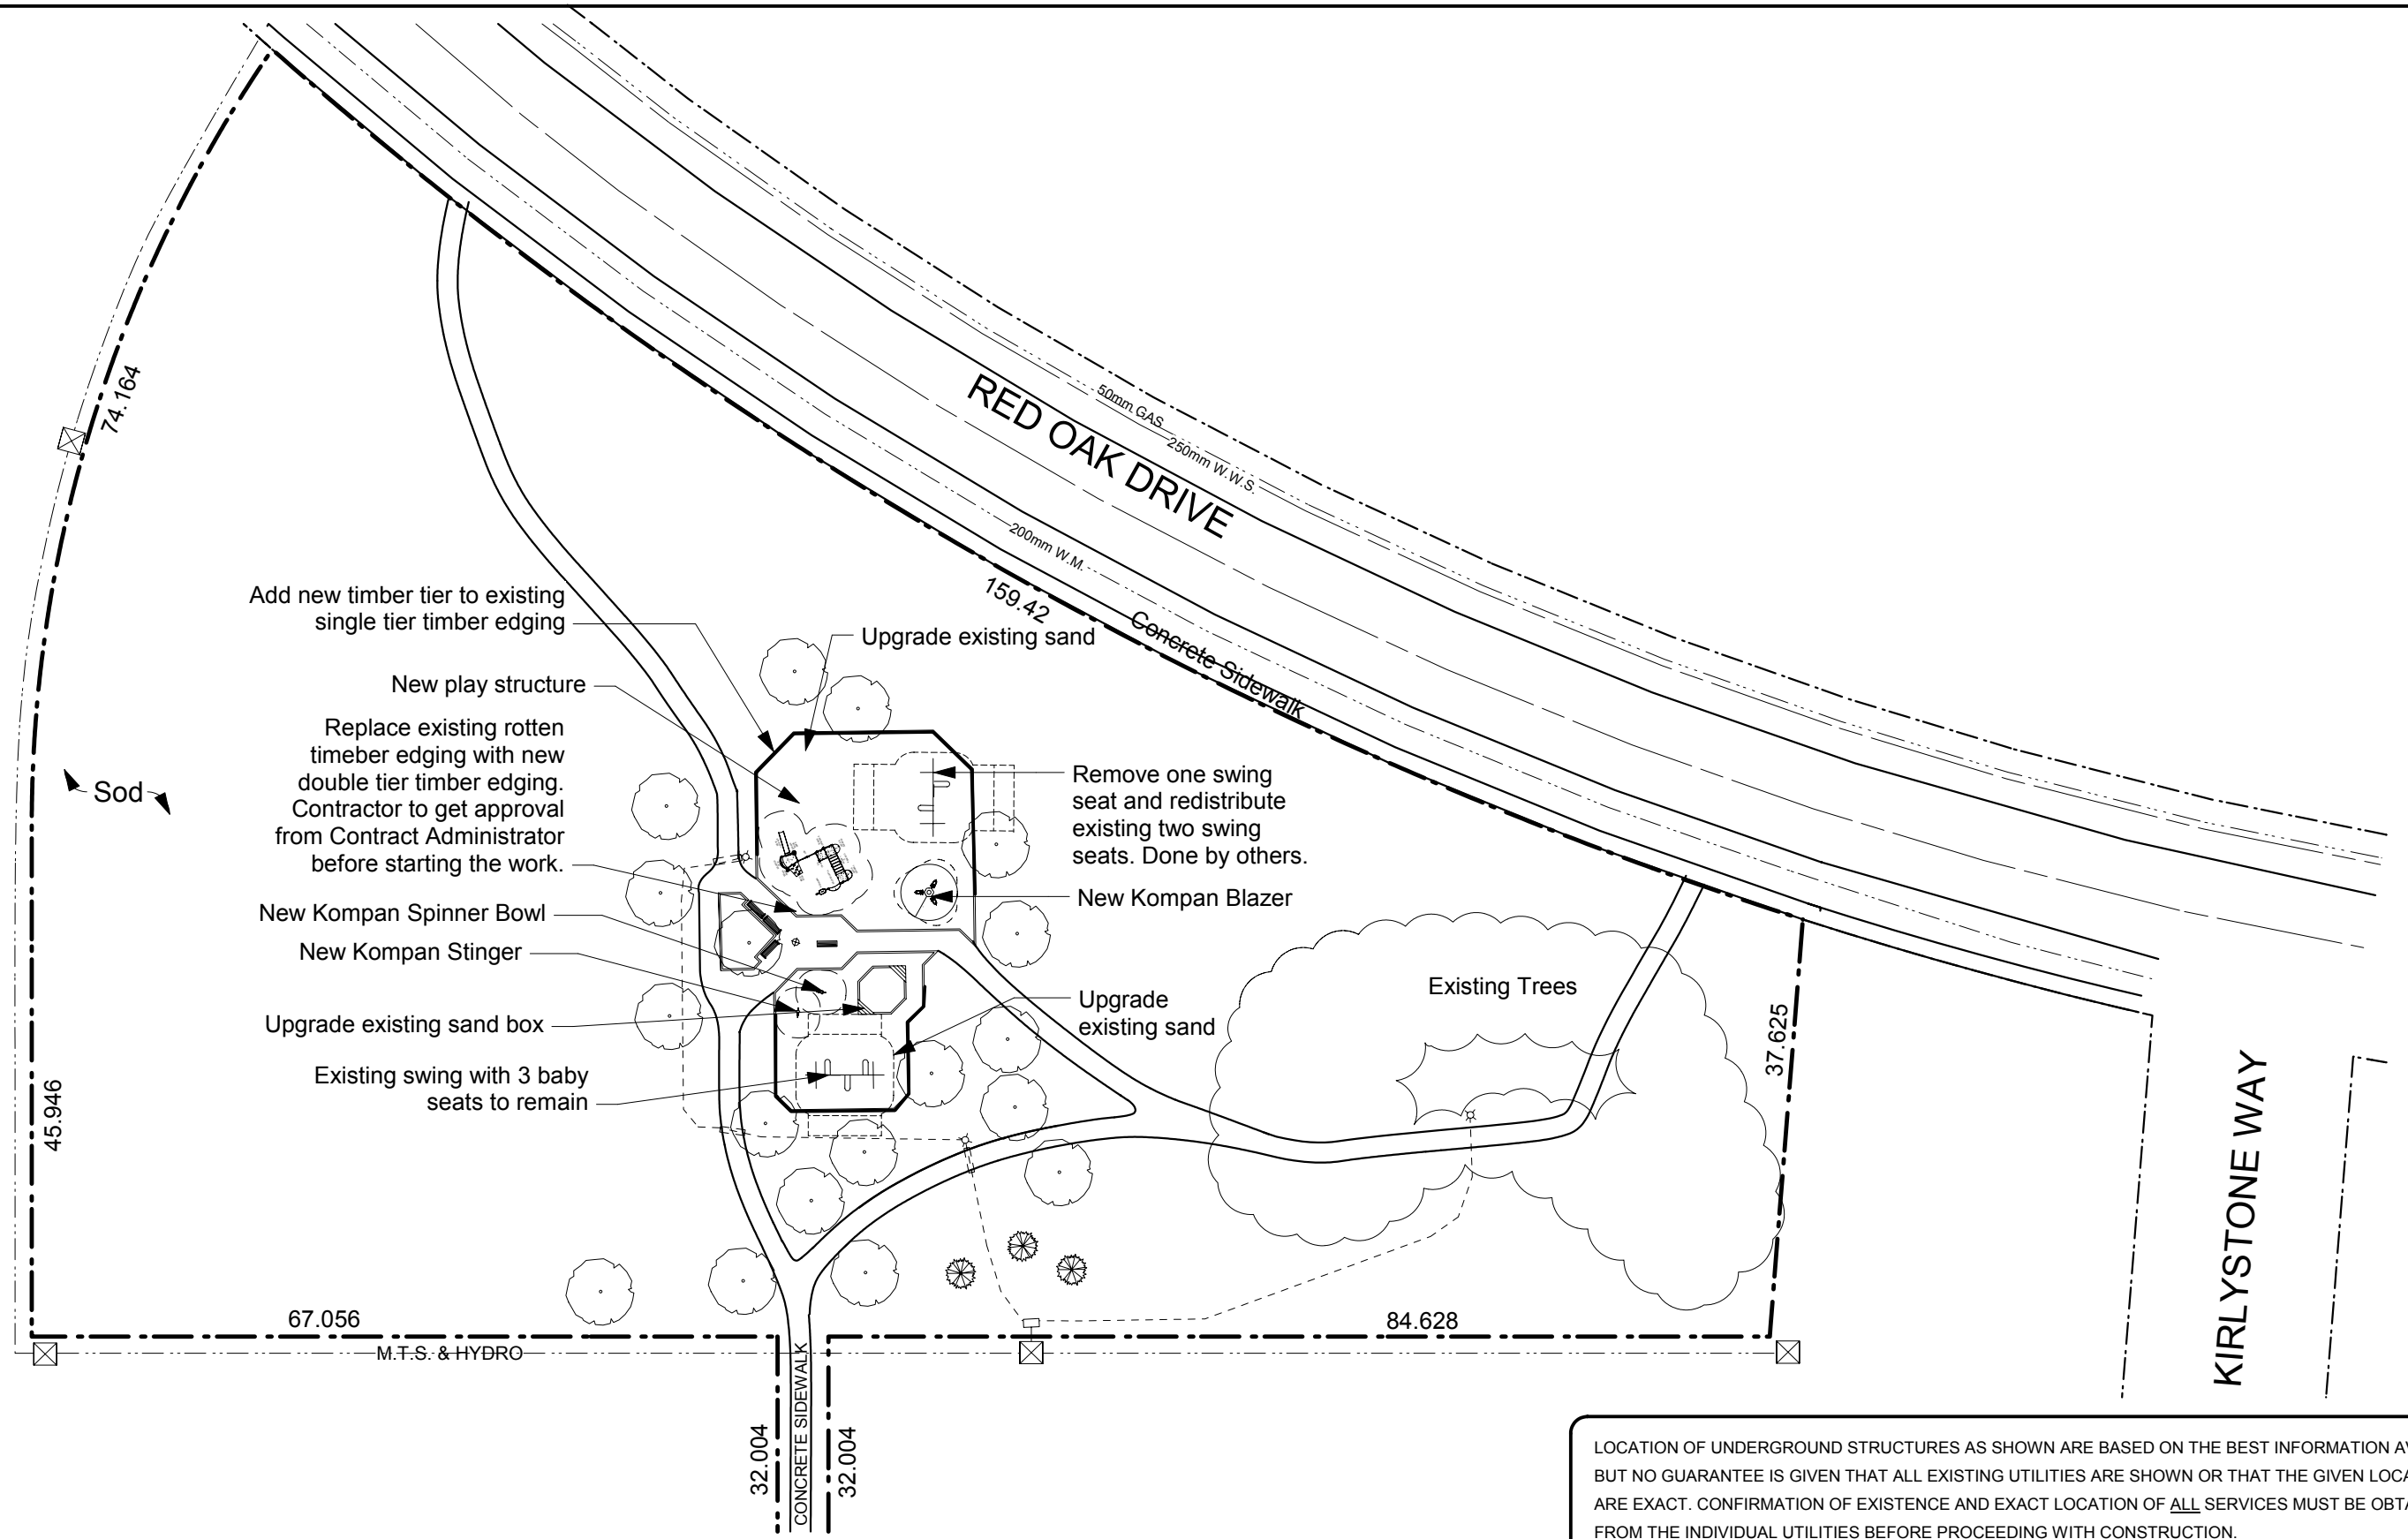 74.164
RED OAK DRIVE
50mm GAS
250mm W.W.S.
200mm W.M.
159.42
Concrete Sidewalk
Add new timber tier to existing
single tier timber edging
Upgrade existing sand
New play structure
Replace existing rotten
timeber edging with new
double tier timber edging.
Contractor to get approval
from Contract Administrator
before starting the work.
Sod
Remove one swing
seat and redistribute
existing two swing
seats. Done by others.
New Kompan Blazer
New Kompan Spinner Bowl
New Kompan Stinger
Upgrade existing sand box
Upgrade
existing sand
Existing swing with 3 baby
seats to remain
Existing Trees
37.625
45.946
KIRLYSTONE WAY
67.056
84.628
M.T.S. & HYDRO
32.004
CONCRETE SIDEWALK
32.004
LOCATION OF UNDERGROUND STRUCTURES AS SHOWN ARE BASED ON THE BEST INFORMATION
BUT NO GUARANTEE IS GIVEN THAT ALL EXISTING UTILITIES ARE SHOWN OR THAT THE GIVEN
ARE EXACT. CONFIRMATION OF EXISTENCE AND EXACT LOCATION OF ALL SERVICES MUST BE
FROM THE INDIVIDUAL UTILITIES BEFORE PROCEEDING WITH CONSTRUCTION.